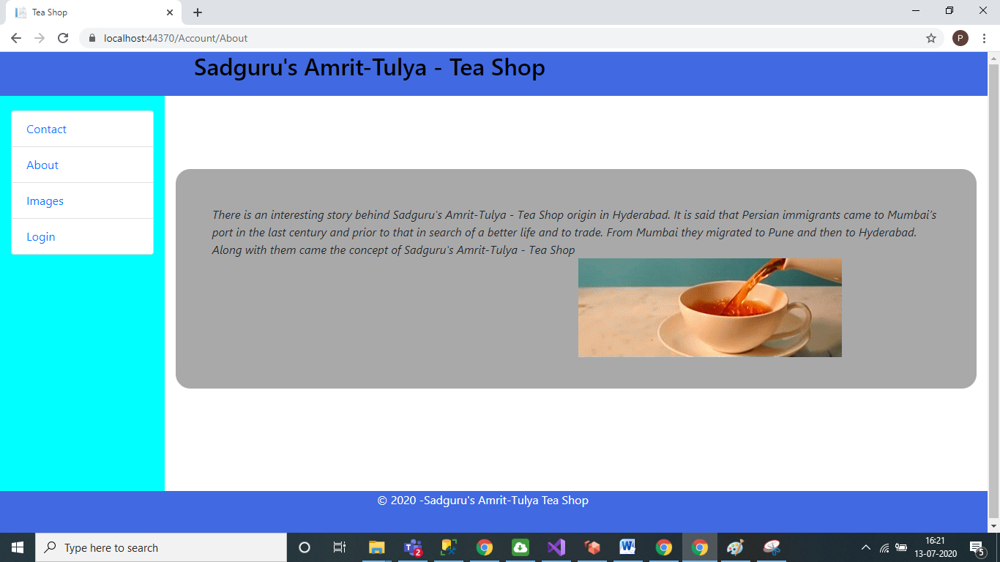 Tea Shop
localhost:44370/Account/About
P
Sadguru's Amrit-Tulya - Tea Shop
Contact
About
Images
Login
There is an interesting story behind Sadguru's Amrit-Tulya - Tea Shop origin in Hyderabad. It is said that Persian immigrants came to Mumbai's
port in the last century and prior to that in search of a better life and to trade. From Mumbai they migrated to Pune and then to Hyderabad.
Along with them came the concept of Sadguru's Amrit-Tulya - Tea Shop
© 2020 -Sadguru's Amrit-Tulya Tea Shop
Type here to search
2
W
16:21
13-07-2020
5